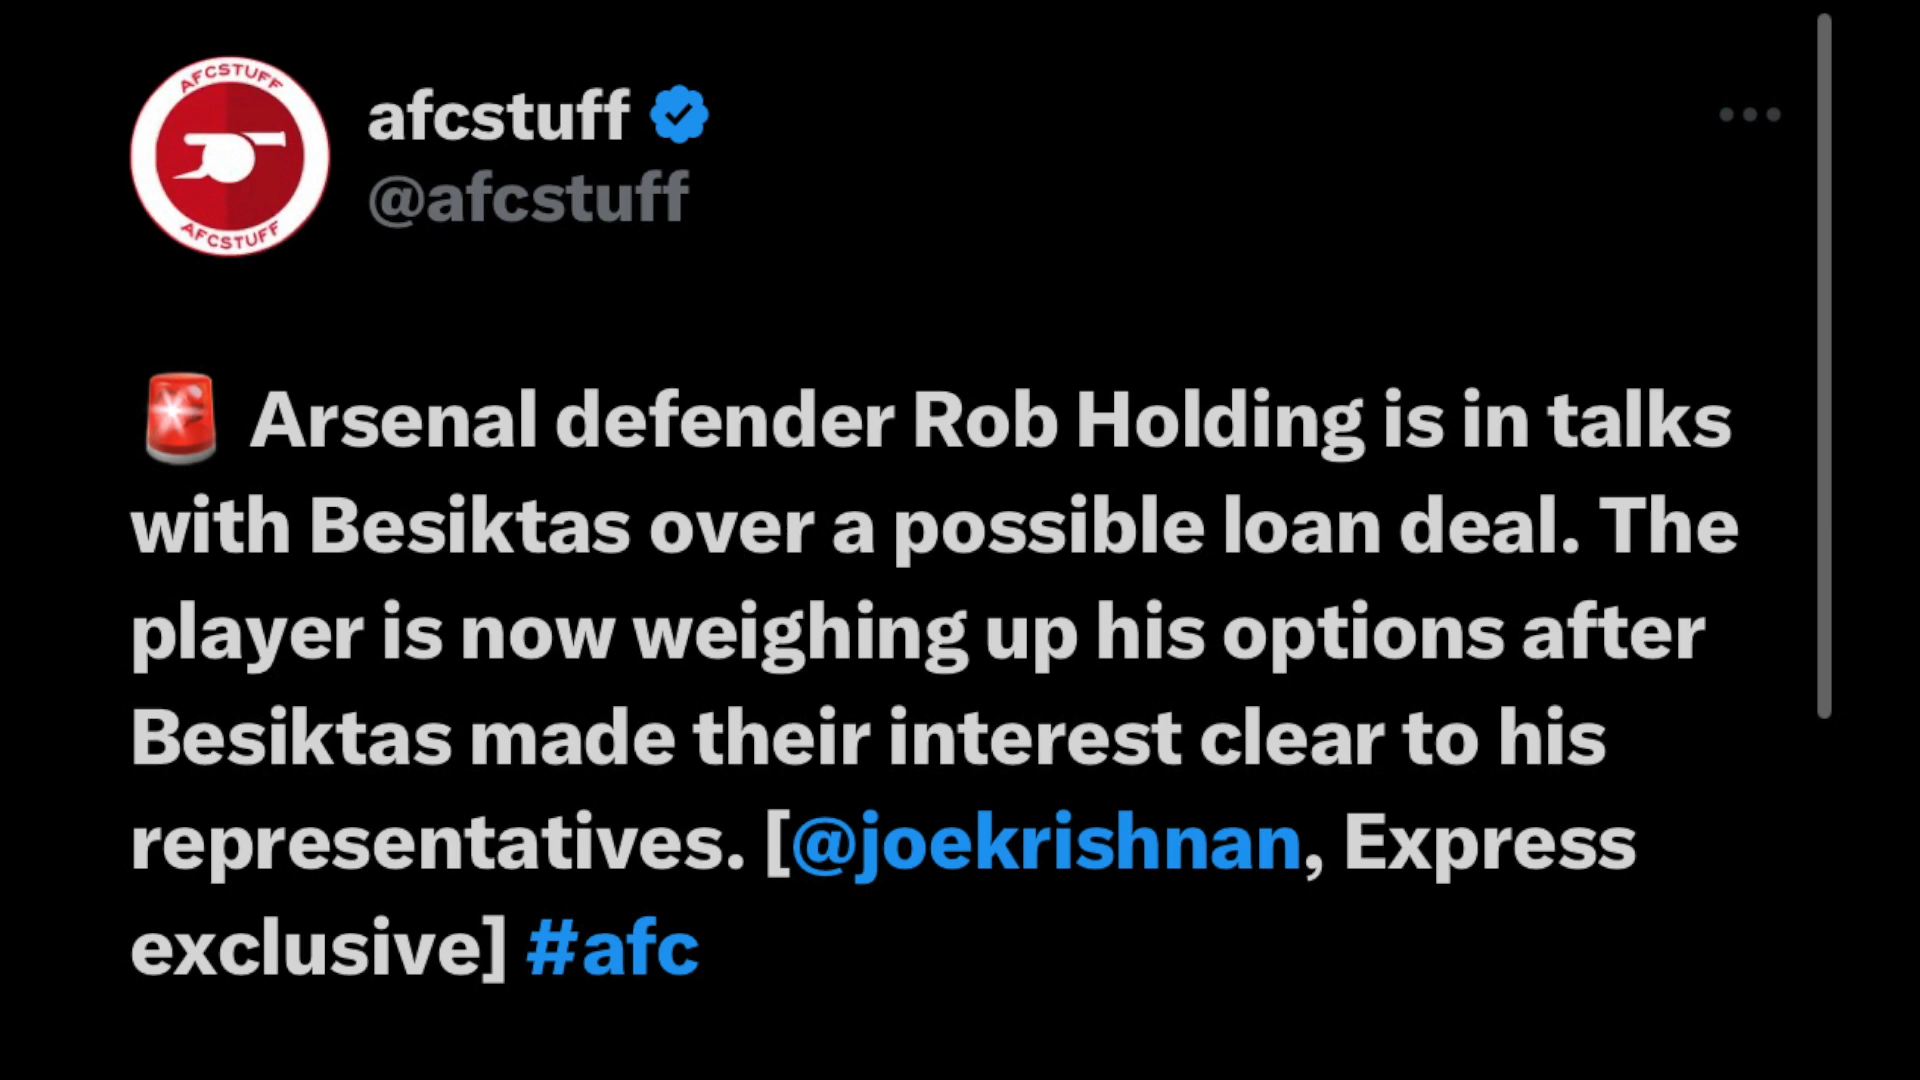 AFCSTUFF
AFCSTUFF
afcstuff
@afcstuff
🚨 Arsenal defender Rob Holding is in talks
with Besiktas over a possible loan deal. The
player is now weighing up his options after
Besiktas made their interest clear to his
representatives. [@joekrishnan, Express
exclusive] #afc